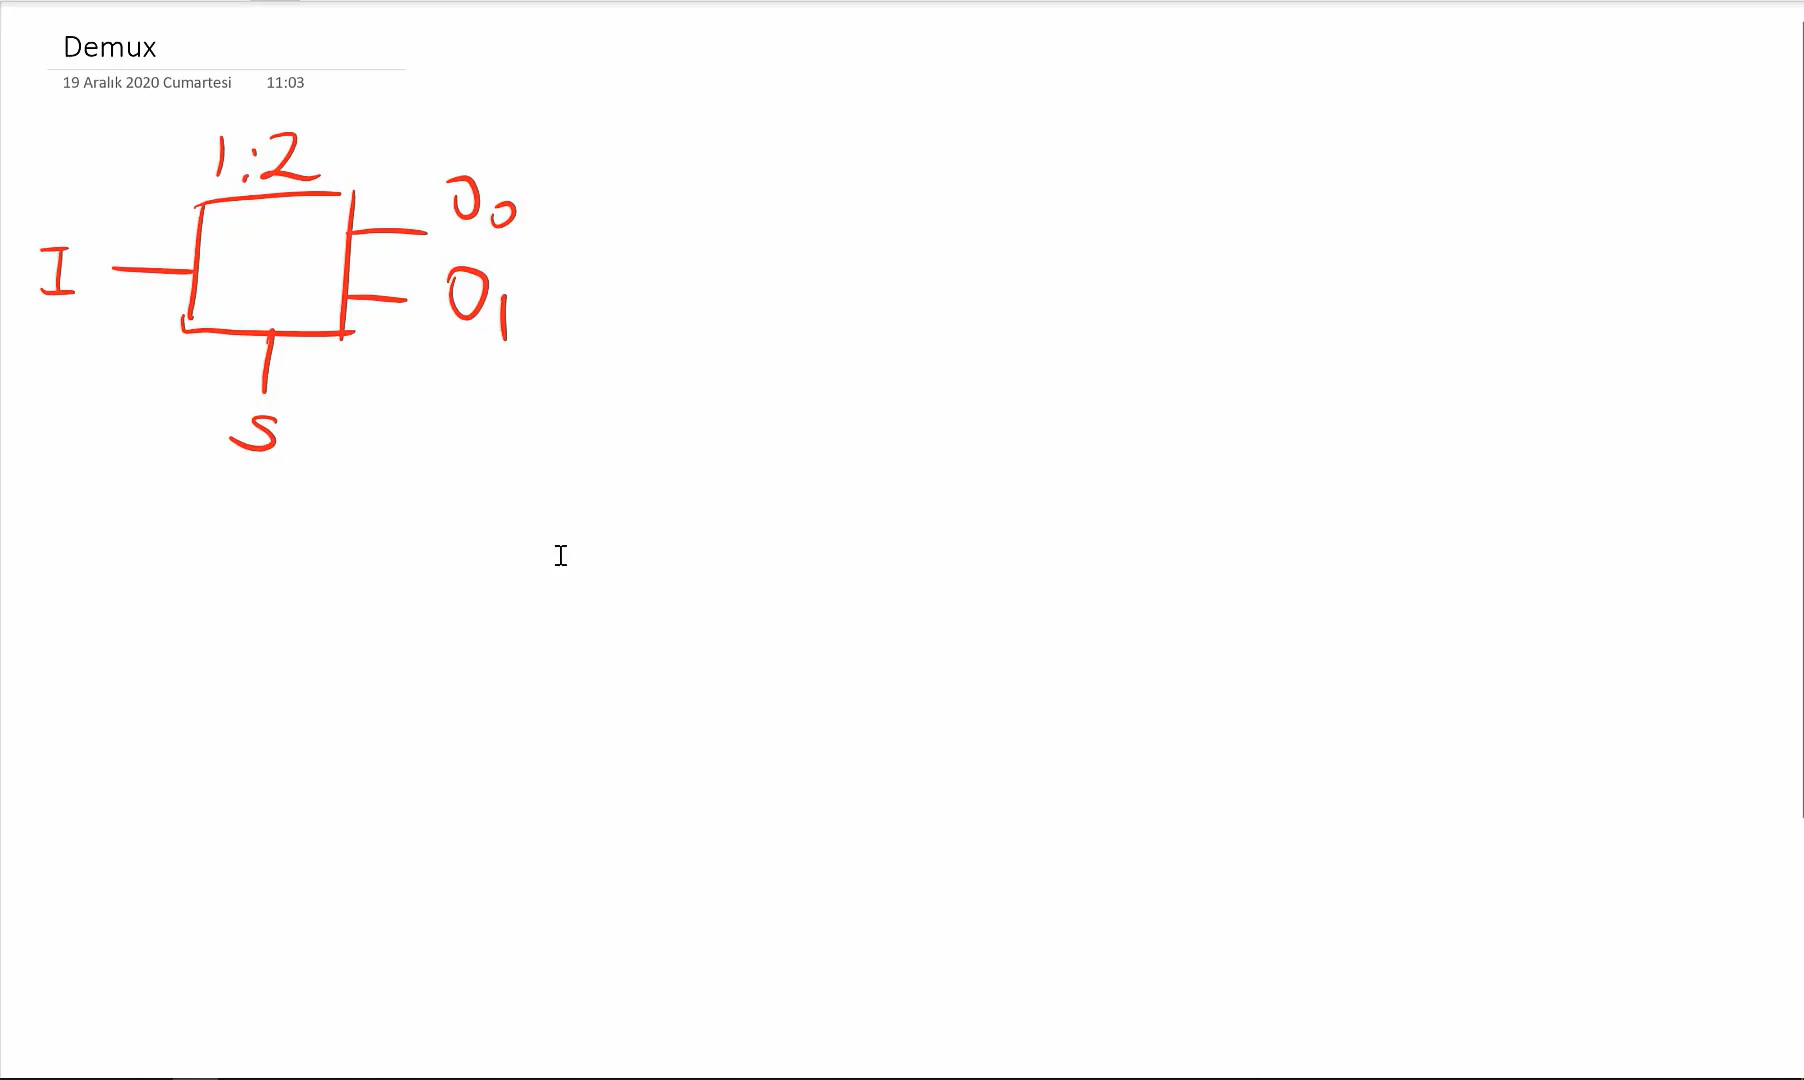 Demux
19 Aralık 2020 Cumartesi 11:03
1:2
O₀
I
O₁
S